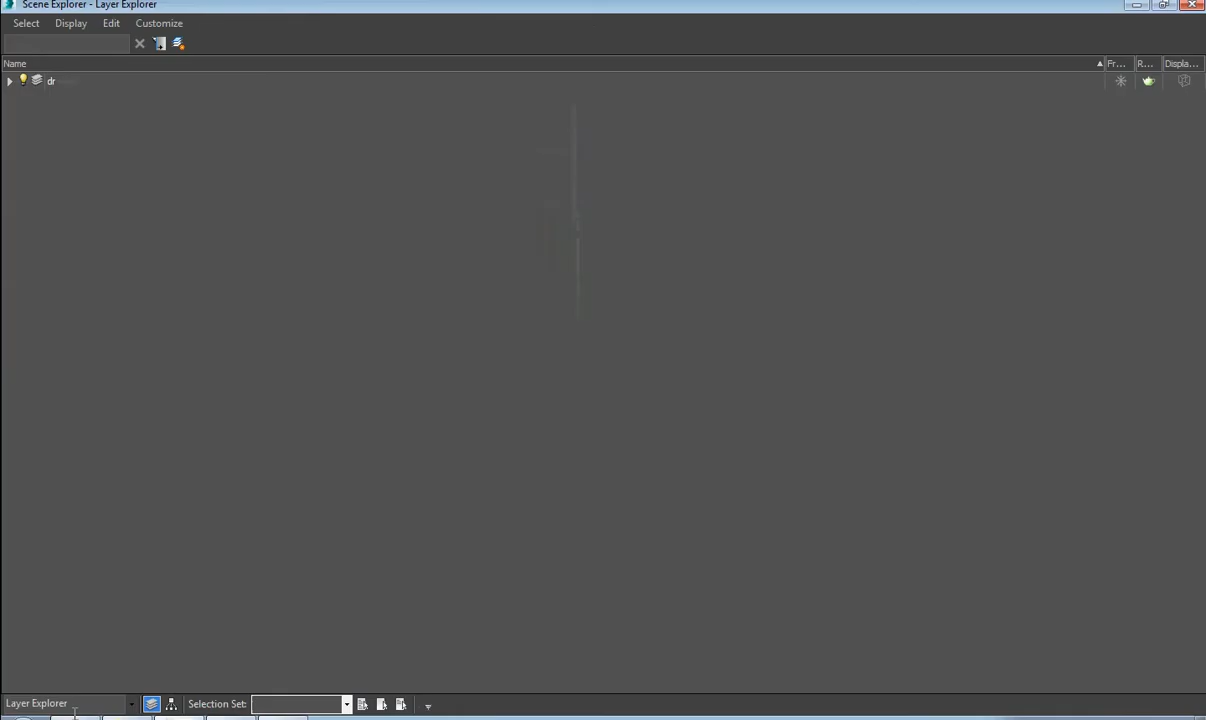 Scene Explorer - Layer Explorer
Select Display Edit Customize
Name Fr... R... Displa...
dr
Layer Explorer Selection Set: